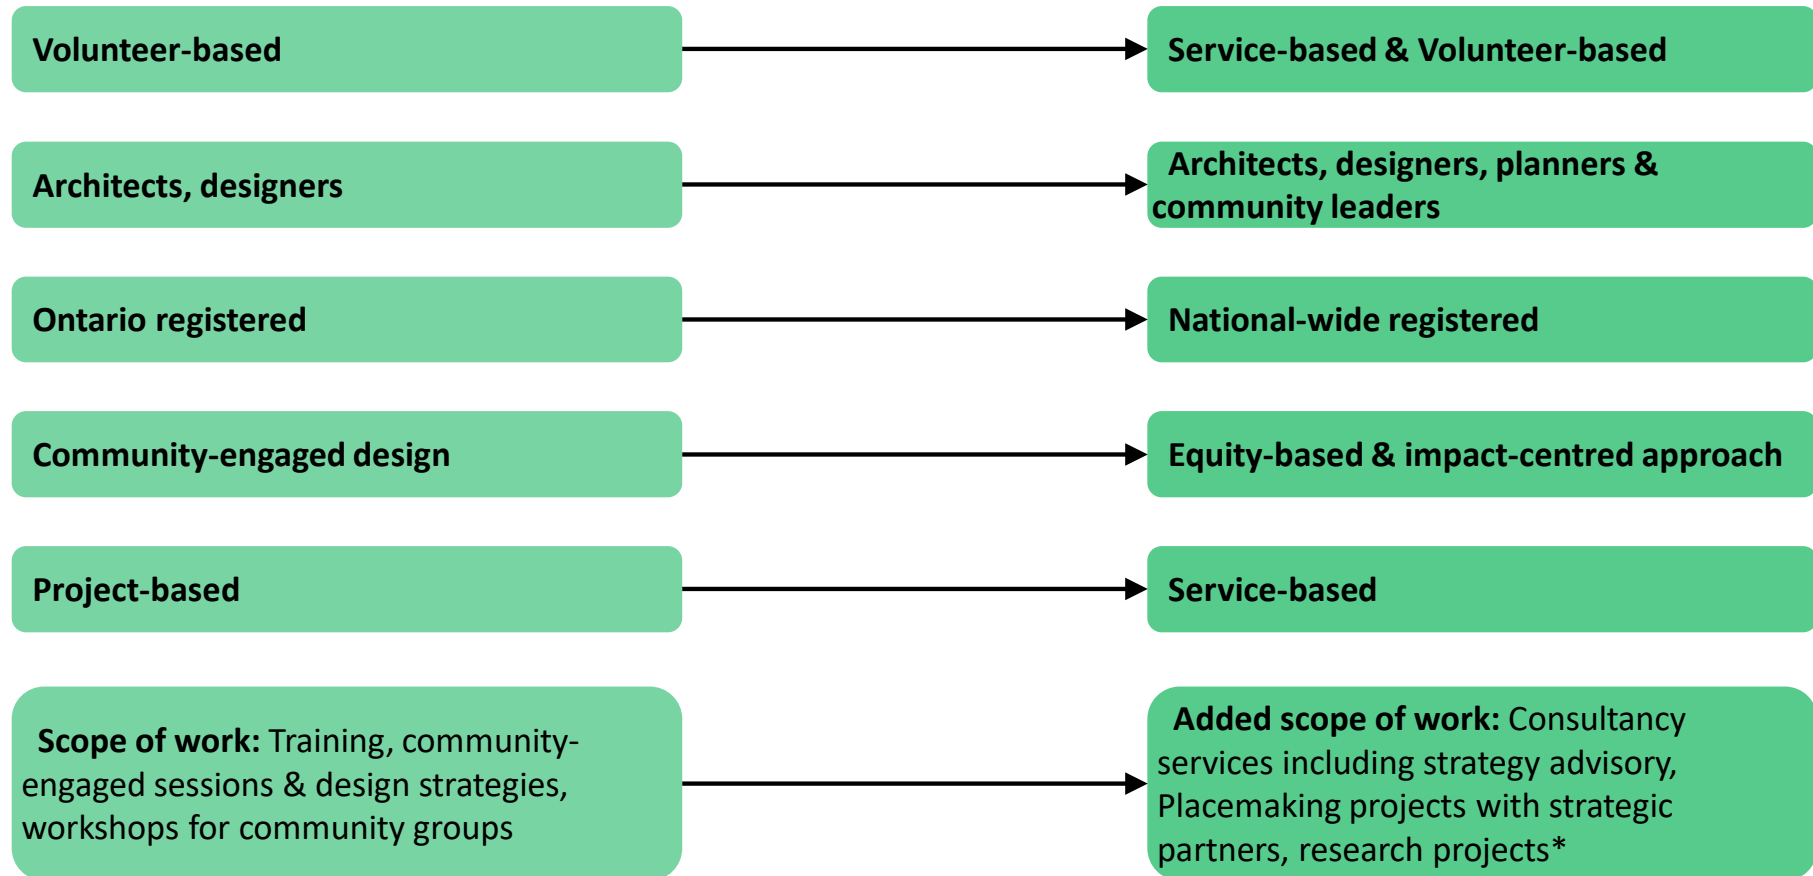 Volunteer-based
Service-based & Volunteer-based
Architects, designers
Architects, designers, planners &
community leaders
Ontario registered
National-wide registered
Community-engaged design
Equity-based & impact-centred approach
Project-based
Service-based
Scope of work: Training, community-
engaged sessions & design strategies,
workshops for community groups
Added scope of work: Consultancy
services including strategy advisory,
Placemaking projects with strategic
partners, research projects*